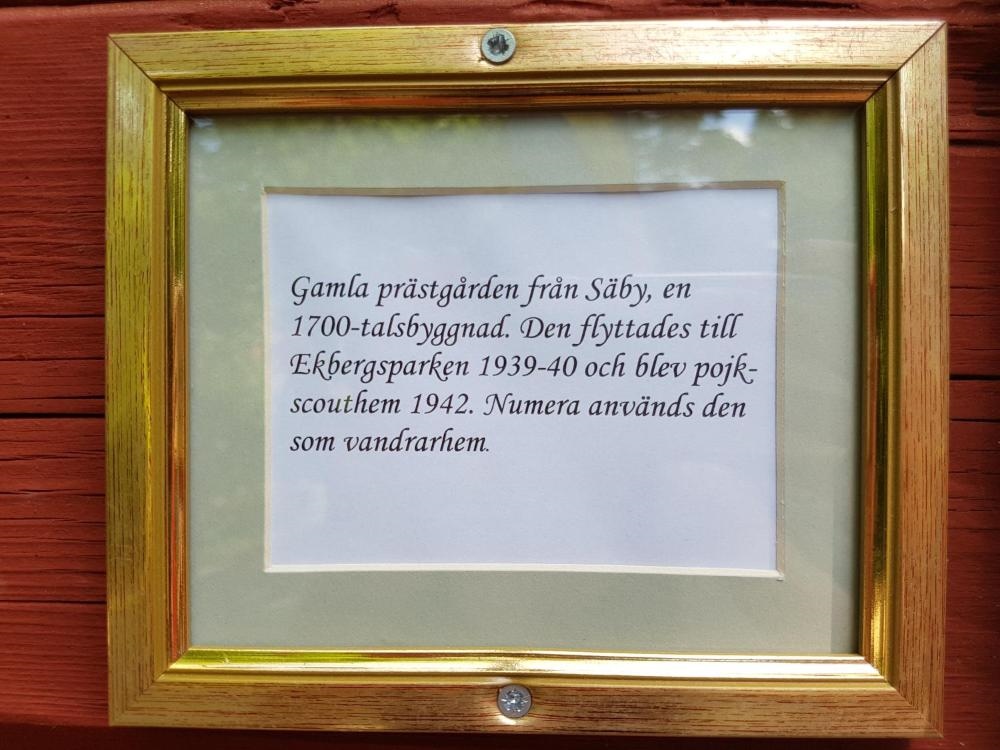 Gamla prästgården från Säby, en
1700-talsbyggnad. Den flyttades till
Ekbergsparken 1939-40 och blev pojk-
scouthem 1942. Numera används den
som vandrarhem.